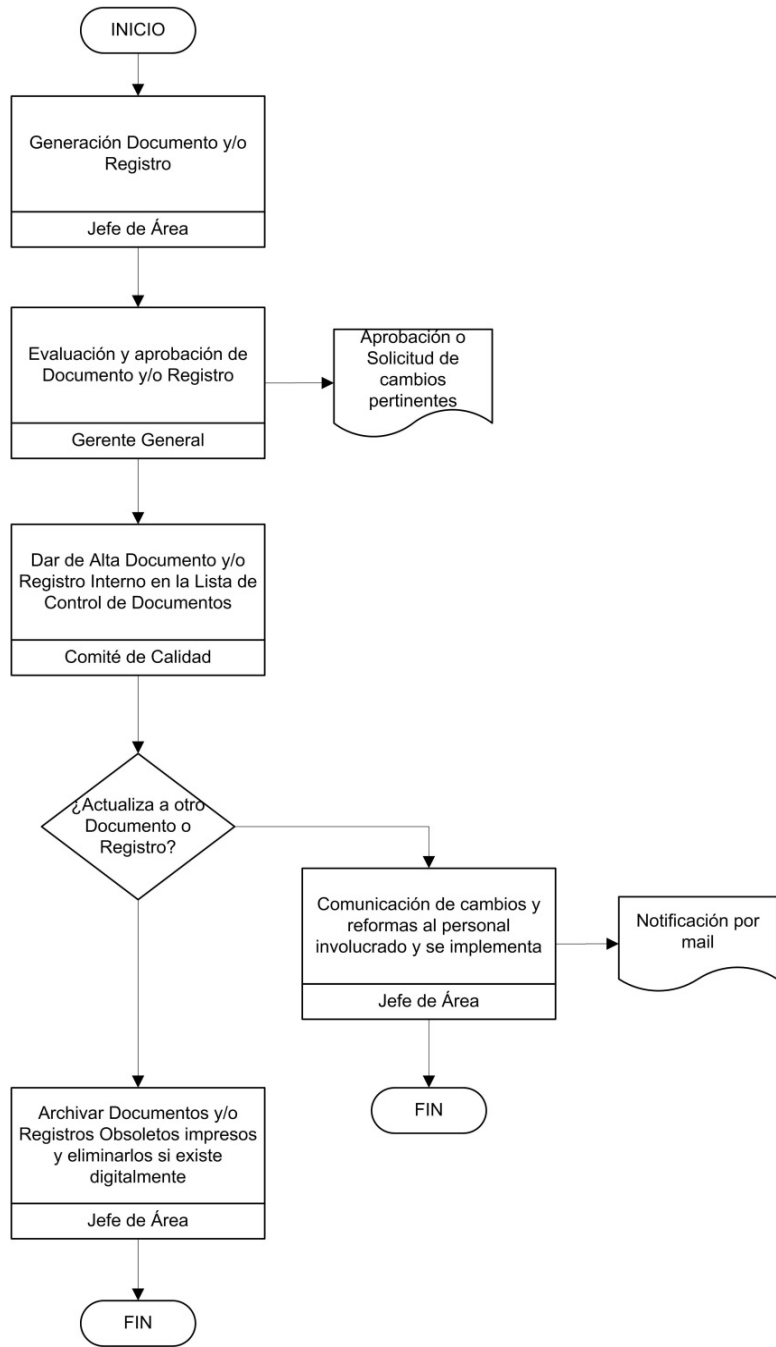 INICIO
Generación Documento y/o
Registro
Jefe de Área
Evaluación y aprobación de
Documento y/o Registro
Gerente General
Aprobación o
Solicitud de
cambios
pertinentes
Dar de Alta Documento y/o
Registro Interno en la Lista de
Control de Documentos
Comité de Calidad
¿Actualiza a otro
Documento o
Registro?
Comunicación de cambios y
reformas al personal
involucrado y se implementa
Jefe de Área
Notificación por
mail
FIN
Archivar Documentos y/o
Registros Obsoletos impresos
y eliminarlos si existe
digitalmente
Jefe de Área
FIN